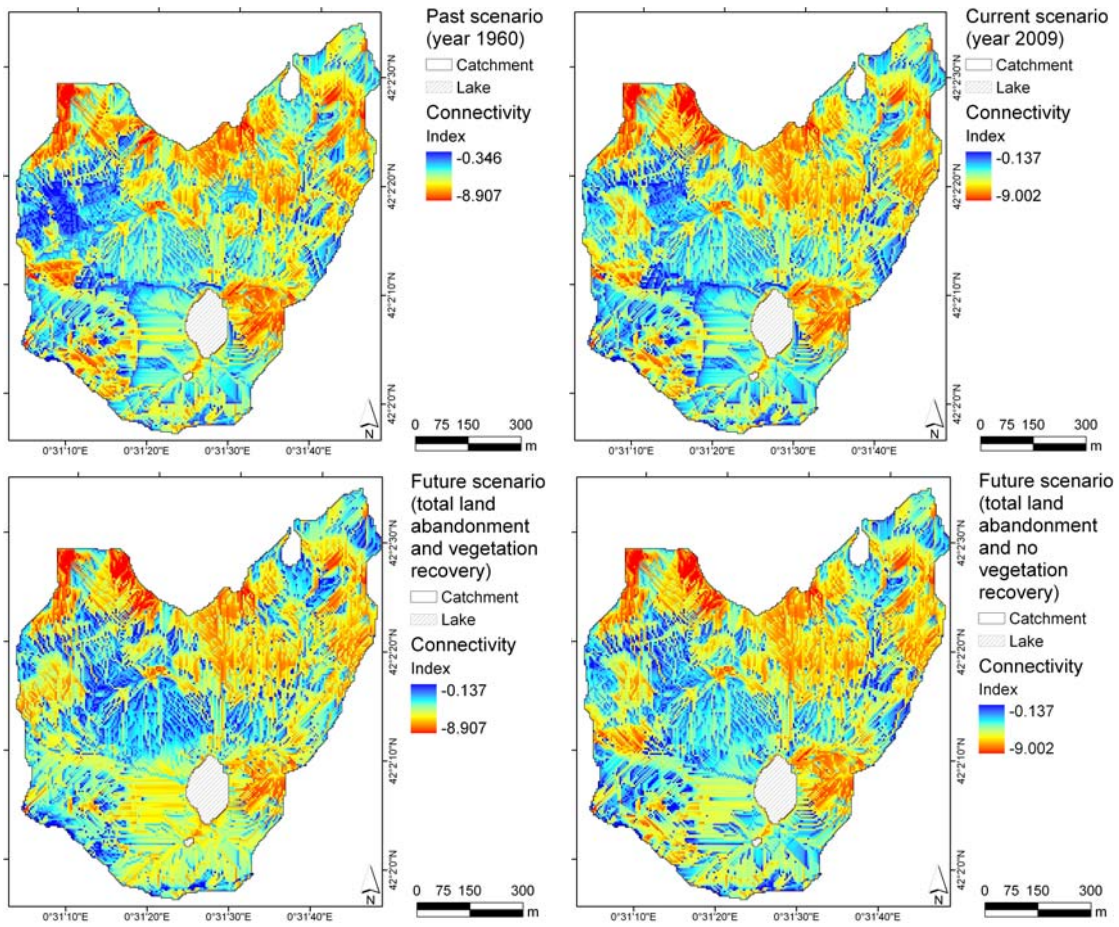 Past scenario
(year 1960)
Catchment
Lake
Connectivity
Index
-0.346
-8.907
42°2'30"N
42°2'20"N
42°2'10"N
42°2'0"N
N
0 75 150 300
m
0°31'10"E 0°31'20"E 0°31'30"E 0°31'40"E
Current scenario
(year 2009)
Catchment
Lake
Connectivity
Index
-0.137
-9.002
42°2'30"N
42°2'20"N
42°2'10"N
42°2'0"N
N
0 75 150 300
m
0°31'10"E 0°31'20"E 0°31'30"E 0°31'40"E
Future scenario
(total land
abandonment
and vegetation
recovery)
Catchment
Lake
Connectivity
Index
-0.137
-8.907
42°2'30"N
42°2'20"N
42°2'10"N
42°2'0"N
N
0 75 150 300
m
0°31'10"E 0°31'20"E 0°31'30"E 0°31'40"E
Future scenario
(total land
abandonment
and no
vegetation
recovery)
Catchment
Lake
Connectivity
Index
-0.137
-9.002
42°2'30"N
42°2'20"N
42°2'10"N
42°2'0"N
N
0 75 150 300
m
0°31'10"E 0°31'20"E 0°31'30"E 0°31'40"E